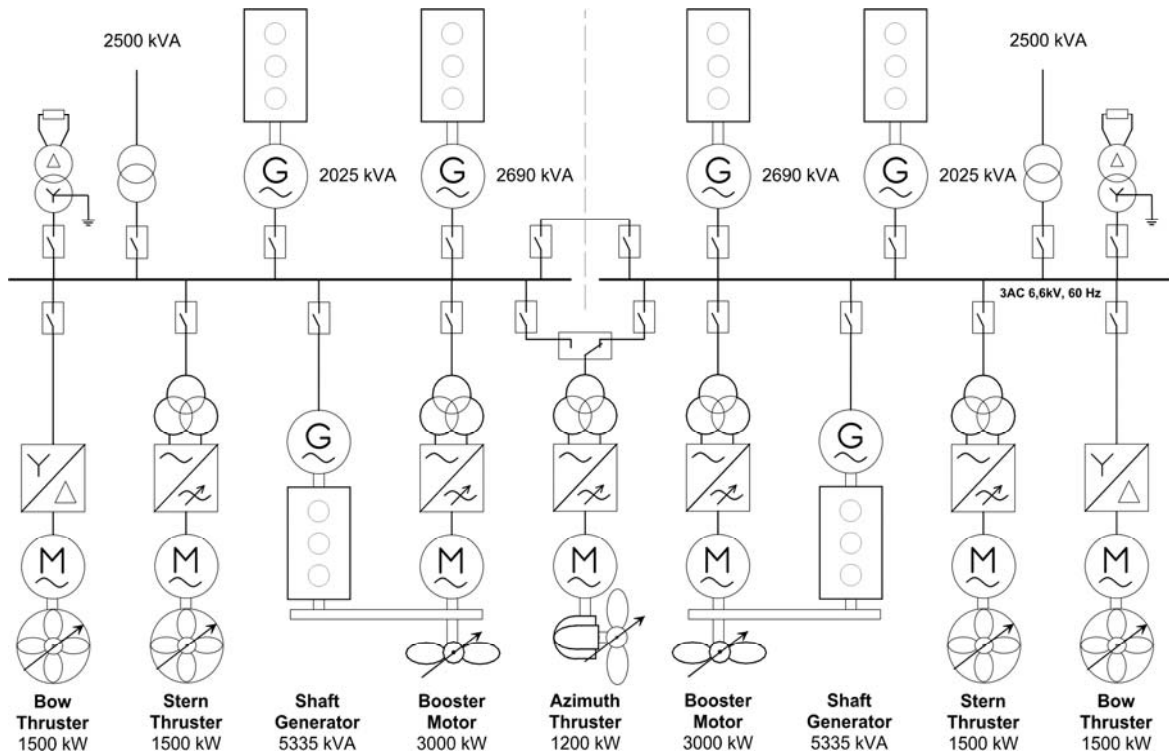 2500 kVA
2500 kVA
G
2025 kVA
G
2690 kVA
G
2690 kVA
G
2025 kVA
Δ
Y
Δ
Y
3AC 6,6kV, 60 Hz
G
G
Y
Δ
Y
Δ
M
M
M
M
M
M
M
Bow
Thruster
1500 kW
Stern
Thruster
1500 kW
Shaft
Generator
5335 kVA
Booster
Motor
3000 kW
Azimuth
Thruster
1200 kW
Booster
Motor
3000 kW
Shaft
Generator
5335 kVA
Stern
Thruster
1500 kW
Bow
Thruster
1500 kW